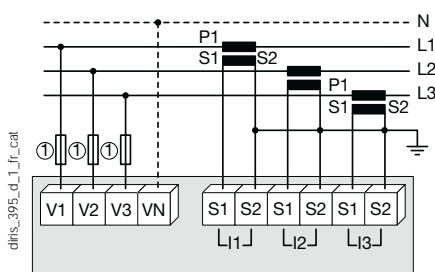 N
P1 L1
S1 S2 L2
P1 L3
S1 S2
① ① ①
V1 V2 V3 VN S1 S2 S1 S2 S1 S2
I1 I2 I3
diris_395_d_1_fr_cat